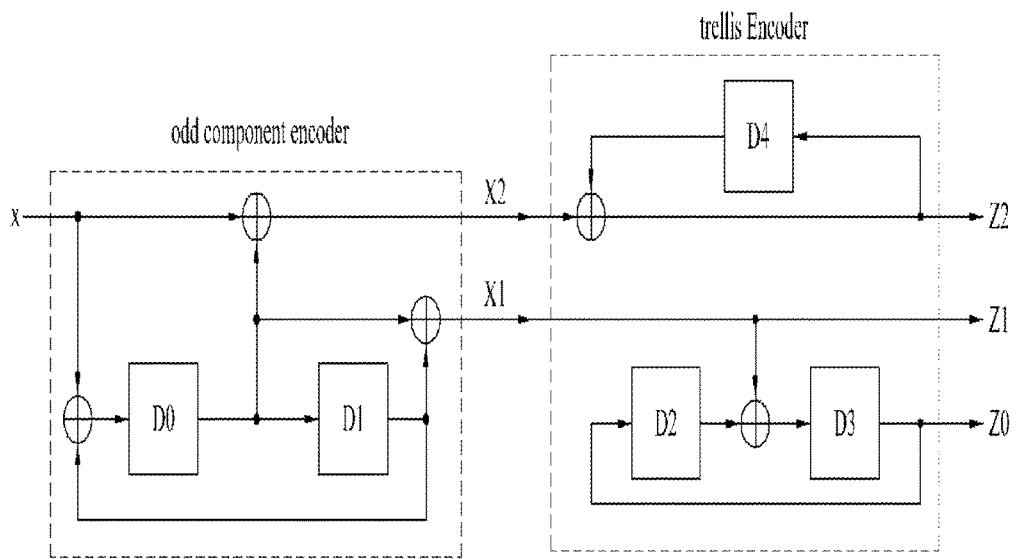 trellis Encoder
odd component encoder
D4
x
X2
Z2
X1
Z1
D0
D1
D2
D3
Z0